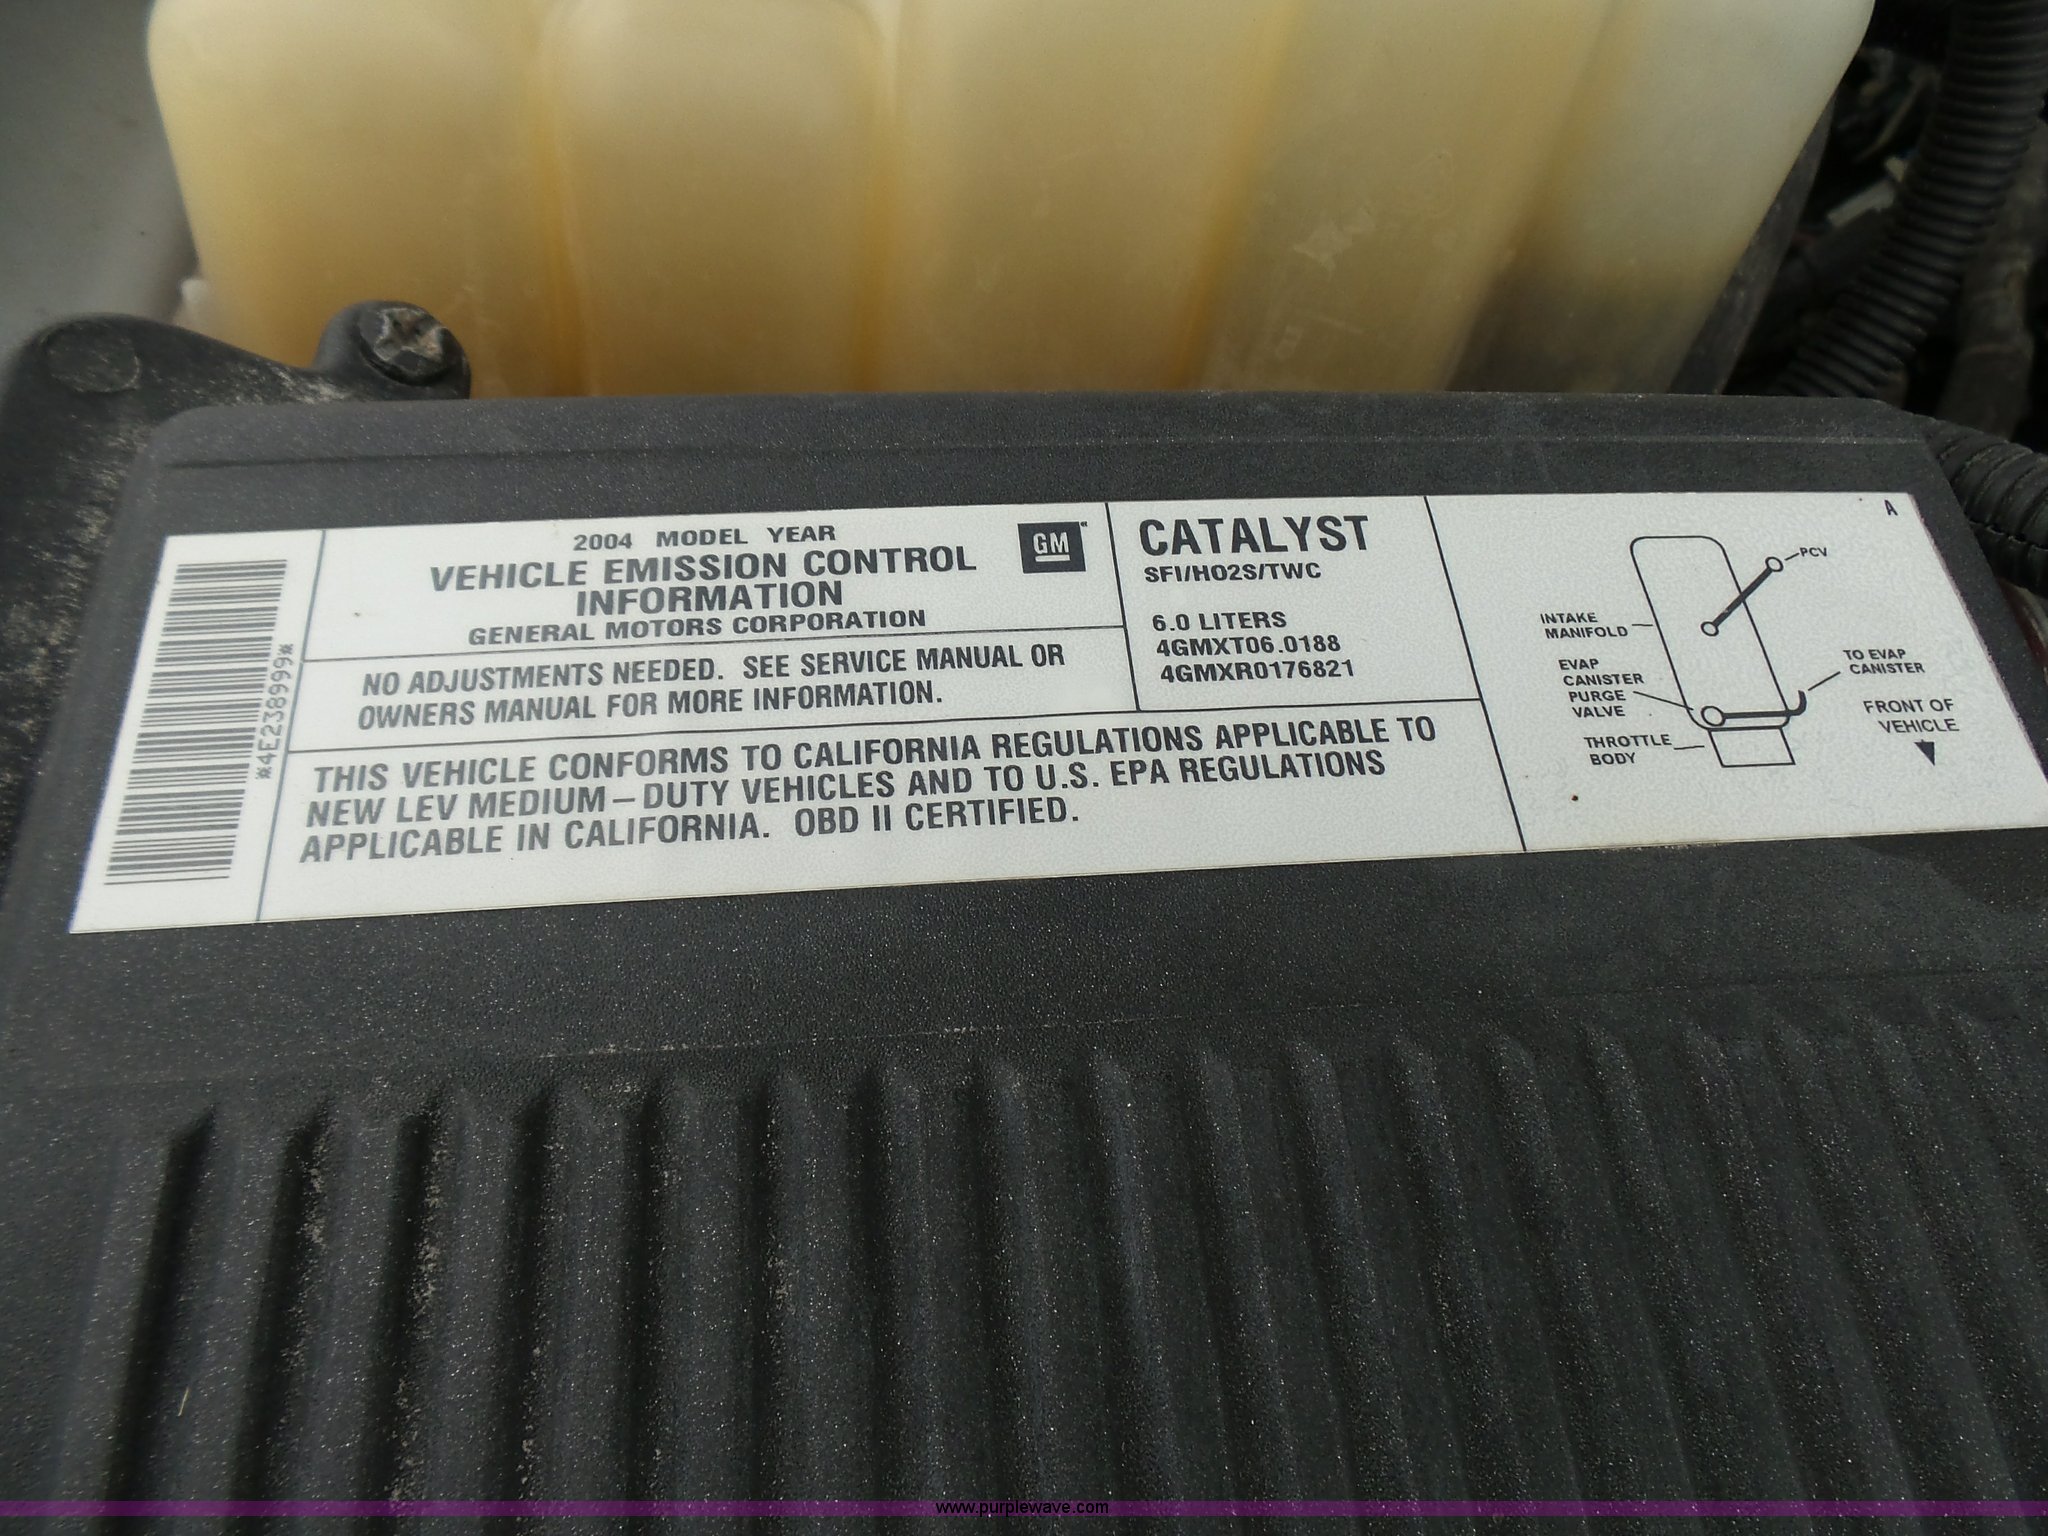 2004 MODEL YEAR
VEHICLE EMISSION CONTROL
INFORMATION
GENERAL MOTORS CORPORATION
GM
NO ADJUSTMENTS NEEDED. SEE SERVICE MANUAL OR
OWNERS MANUAL FOR MORE INFORMATION.
THIS VEHICLE CONFORMS TO CALIFORNIA REGULATIONS APPLICABLE TO
NEW LEV MEDIUM-DUTY VEHICLES AND TO U.S. EPA REGULATIONS
APPLICABLE IN CALIFORNIA. OBD II CERTIFIED.
*4E238999*
CATALYST
SFI/HO2S/TWC
6.0 LITERS
4GMXT06.0188
4GMXR0176821
A
PCV
INTAKE
MANIFOLD
EVAP
CANISTER
PURGE
VALVE
THROTTLE
BODY
TO EVAP
CANISTER
FRONT OF
VEHICLE
www.purplewave.com